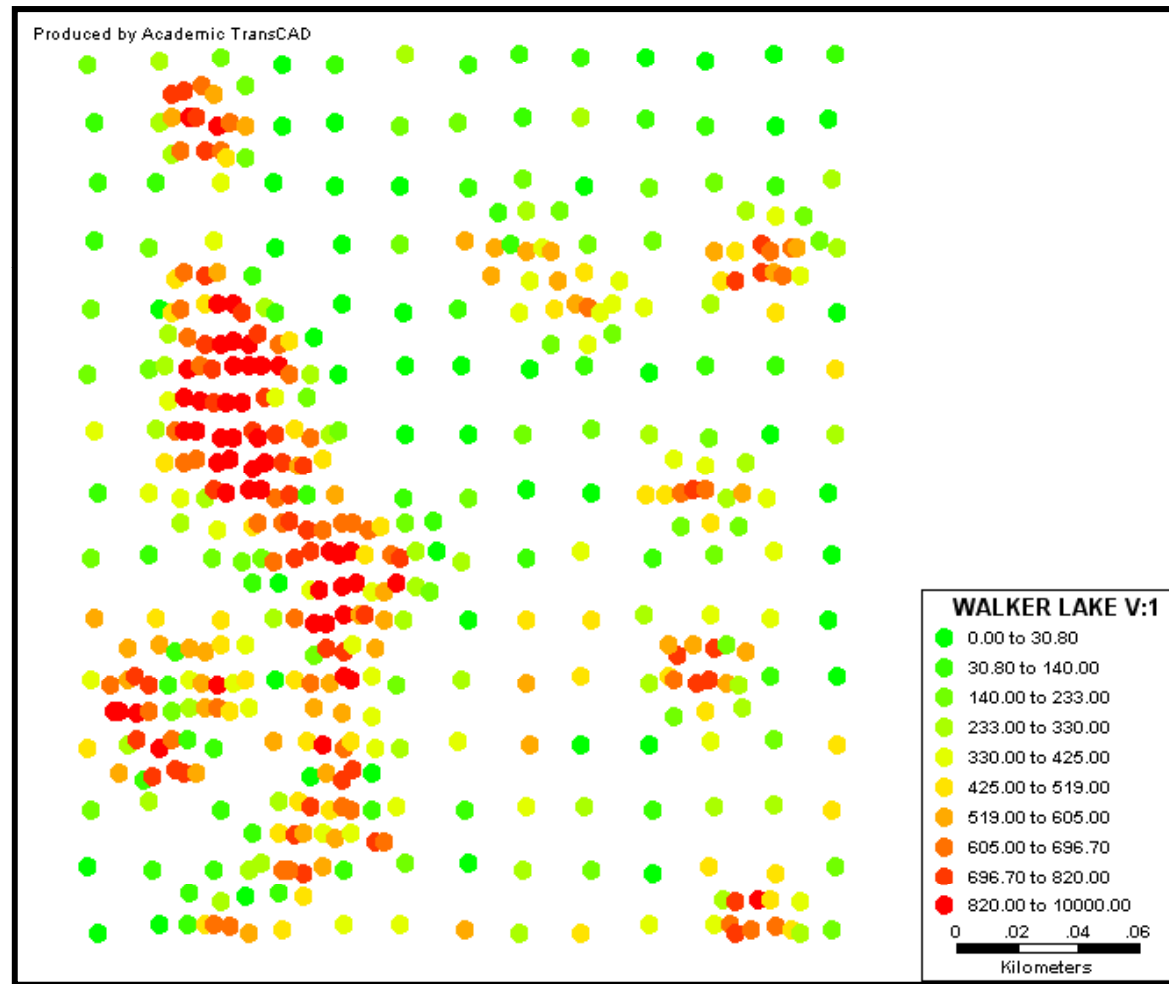 Produced by Academic TransCAD
WALKER LAKE V:1
0.00 to 30.80
30.80 to 140.00
140.00 to 233.00
233.00 to 330.00
330.00 to 425.00
425.00 to 519.00
519.00 to 605.00
605.00 to 696.70
696.70 to 820.00
820.00 to 10000.00
0 .02 .04 .06
Kilometers